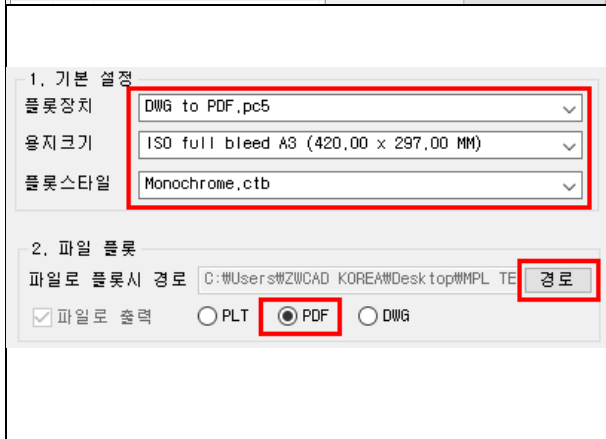 1. 기본 설정
플롯장치 DWG to PDF.pc5
용지크기 ISO full bleed A3 (420.00 x 297.00 MM)
플롯스타일 Monochrome.ctb
2. 파일 플롯
파일로 플롯시 경로 C:₩Users₩ZWCAD KOREA₩Desktop₩MPL TE 경로
파일로 출력 PLT PDF DWG